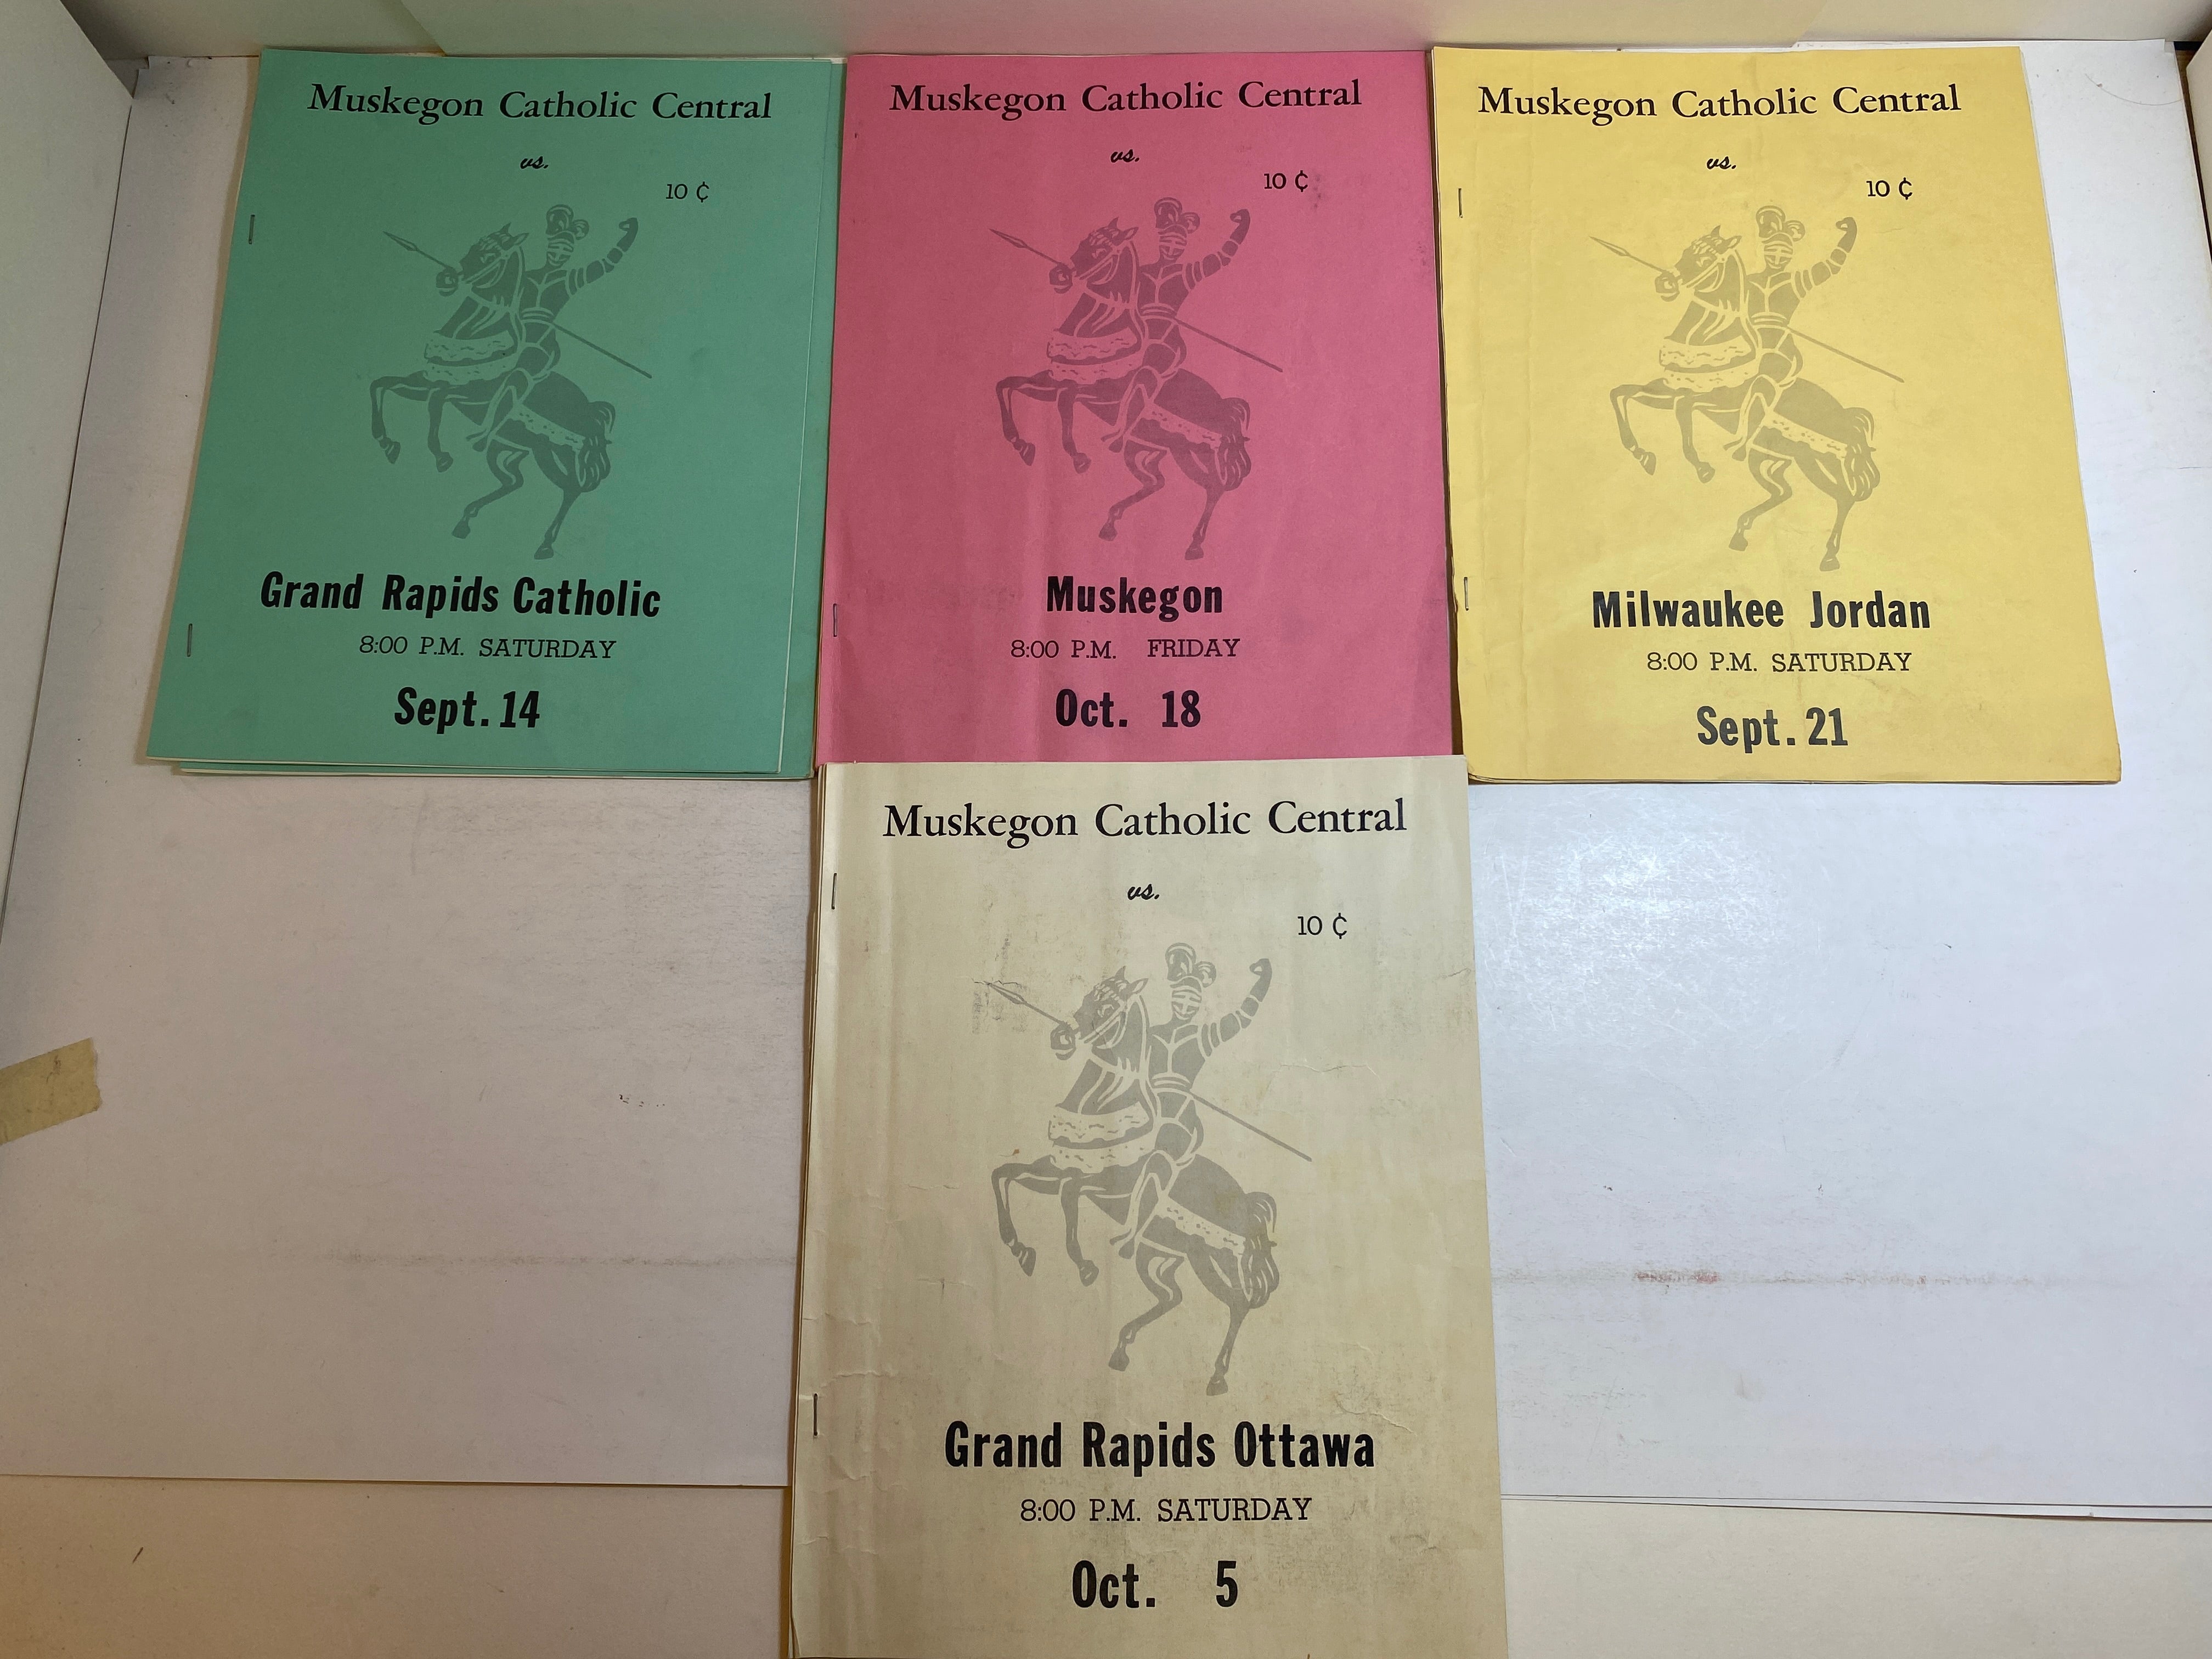 Muskegon Catholic Central
vs.
10 ¢
Grand Rapids Catholic
8:00 P.M. SATURDAY
Sept. 14
Muskegon Catholic Central
vs.
10 ¢
Muskegon
8:00 P.M. FRIDAY
Oct. 18
Muskegon Catholic Central
vs.
10 ¢
Milwaukee Jordan
8:00 P.M. SATURDAY
Sept. 21
Muskegon Catholic Central
vs.
10 ¢
Grand Rapids Ottawa
8:00 P.M. SATURDAY
Oct. 5